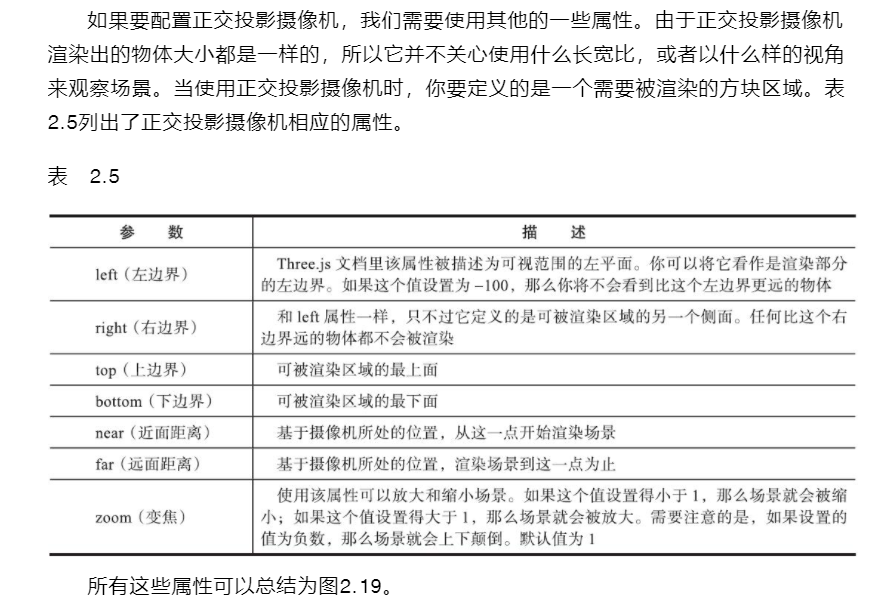 如果要配置正交投影摄像机，我们需要使用其他的一些属性。由于正交投影摄像机
渲染出的物体大小都是一样的，所以它并不关心使用什么长宽比，或者以什么样的视角
来观察场景。当使用正交投影摄像机时，你要定义的是一个需要被渲染的方块区域。表
2.5列出了正交投影摄像机相应的属性。
表 2.5
参 数 描 述
left（左边界） Three.js 文档里该属性被描述为可视范围的左平面。你可以将它看作是渲染部分
的左边界。如果这个值设置为 –100，那么你将不会看到比这个左边界更远的物体
right（右边界） 和 left 属性一样，只不过它定义的是可被渲染区域的另一个侧面。任何比这个右
边界远的物体都不会被渲染
top（上边界） 可被渲染区域的最上面
bottom（下边界） 可被渲染区域的最下面
near（近面距离） 基于摄像机所处的位置，从这一点开始渲染场景
far（远面距离） 基于摄像机所处的位置，渲染场景到这一点为止
zoom（变焦） 使用该属性可以放大和缩小场景。如果这个值设置得小于 1，那么场景就会被缩
小；如果这个值设置得大于 1，那么场景就会被放大。需要注意的是，如果设置的
值为负数，那么场景就会上下颠倒。默认值为 1
所有这些属性可以总结为图2.19。